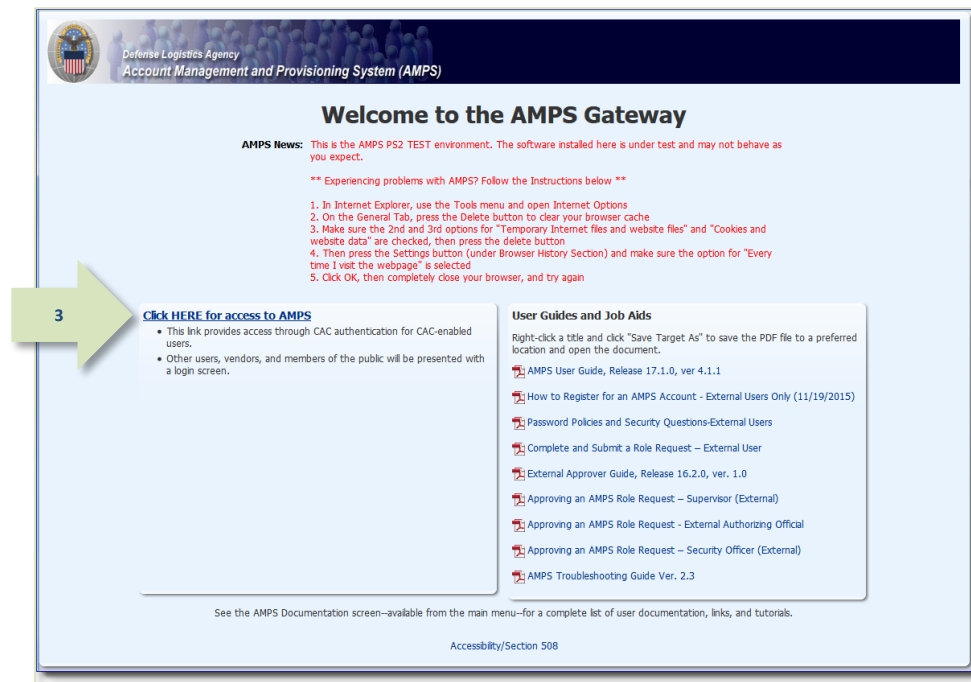 Defense Logistics Agency
Account Management and Provisioning System (AMPS)
Welcome to the AMPS Gateway
AMPS News: This is the AMPS PS2 TEST environment. The software installed here is under test and may not behave as
you expect.
** Experiencing problems with AMPS? Follow the Instructions below **
1. In Internet Explorer, use the Tools menu and open Internet Options
2. On the General Tab, press the Delete button to clear your browser cache
3. Make sure the 2nd and 3rd options for "Temporary Internet files and website files" and "Cookies and
website data" are checked, then press the delete button
4. Then press the Settings button (under Browser History Section) and make sure the option for "Every
time I visit the webpage" is selected
5. Click OK, then completely close your browser, and try again
3
Click HERE for access to AMPS
• This link provides access through CAC authentication for CAC-enabled
users.
• Other users, vendors, and members of the public will be presented with
a login screen.
User Guides and Job Aids
Right-click a title and click "Save Target As" to save the PDF file to a preferred
location and open the document.
AMPS User Guide, Release 17.1.0, ver 4.1.1
How to Register for an AMPS Account - External Users Only (11/19/2015)
Password Policies and Security Questions-External Users
Complete and Submit a Role Request – External User
External Approver Guide, Release 16.2.0, ver. 1.0
Approving an AMPS Role Request – Supervisor (External)
Approving an AMPS Role Request - External Authorizing Official
Approving an AMPS Role Request – Security Officer (External)
AMPS Troubleshooting Guide Ver. 2.3
See the AMPS Documentation screen--available from the main menu--for a complete list of user documentation, links, and tutorials.
Accessibility/Section 508